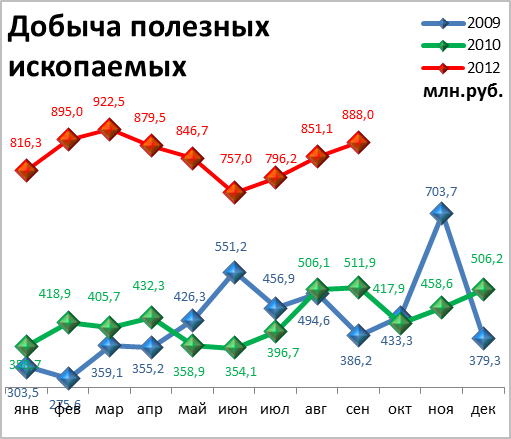 Добыча полезных
ископаемых
2009
2010
2012
млн.руб.
816,3 895,0 922,5 879,5 846,7 757,0 796,2 851,1 888,0
418,9 405,7 432,3 358,9 354,1 396,7 506,1 511,9 417,9 458,6 506,2
303,5 275,6 359,1 355,2 426,3 551,2 456,9 494,6 386,2 433,3 703,7 379,3
янв фев мар апр май июн июл авг сен окт ноя дек